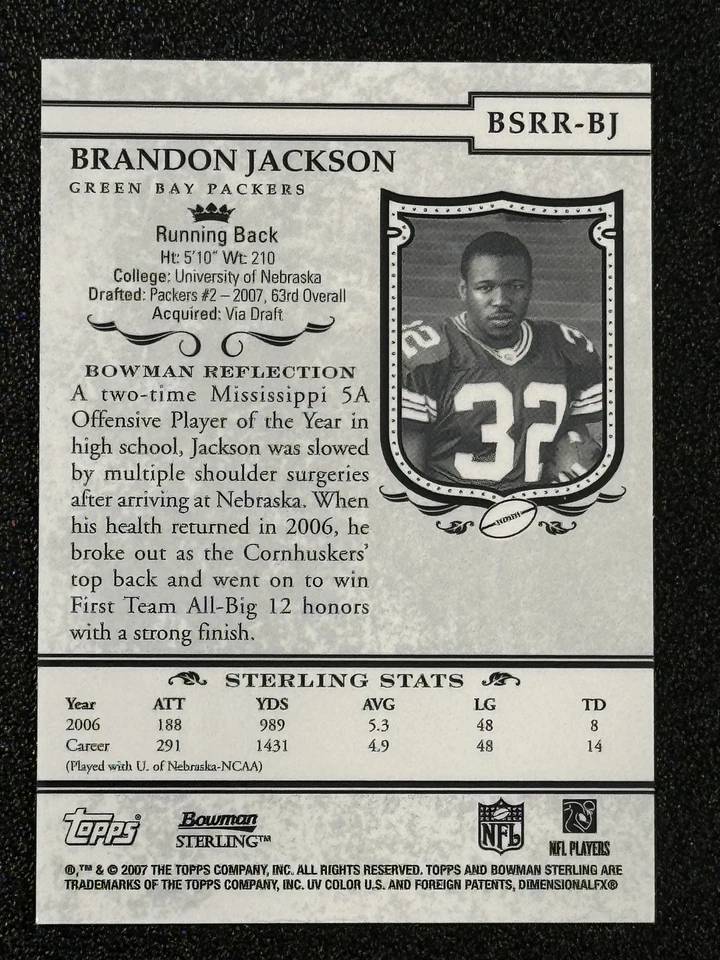 BSRR-BJ
BRANDON JACKSON
GREEN BAY PACKERS
Running Back
Ht: 5'10" Wt: 210
College: University of Nebraska
Drafted: Packers #2 – 2007, 63rd Overall
Acquired: Via Draft
BOWMAN REFLECTION
A two-time Mississippi 5A
Offensive Player of the Year in
high school, Jackson was slowed
by multiple shoulder surgeries
after arriving at Nebraska. When
his health returned in 2006, he
broke out as the Cornhuskers'
top back and went on to win
First Team All-Big 12 honors
with a strong finish.
32
32
32
STERLING STATS
Year ATT YDS AVG LG TD
2006 188 989 5.3 48 8
Career 291 1431 4.9 48 14
(Played with U. of Nebraska-NCAA)
Topps®
Bowman
STERLING™
NFL
NFL PLAYERS
®,™ & © 2007 THE TOPPS COMPANY, INC. ALL RIGHTS RESERVED. TOPPS AND BOWMAN STERLING ARE
TRADEMARKS OF THE TOPPS COMPANY, INC. UV COLOR U.S. AND FOREIGN PATENTS, DIMENSIONALFX®